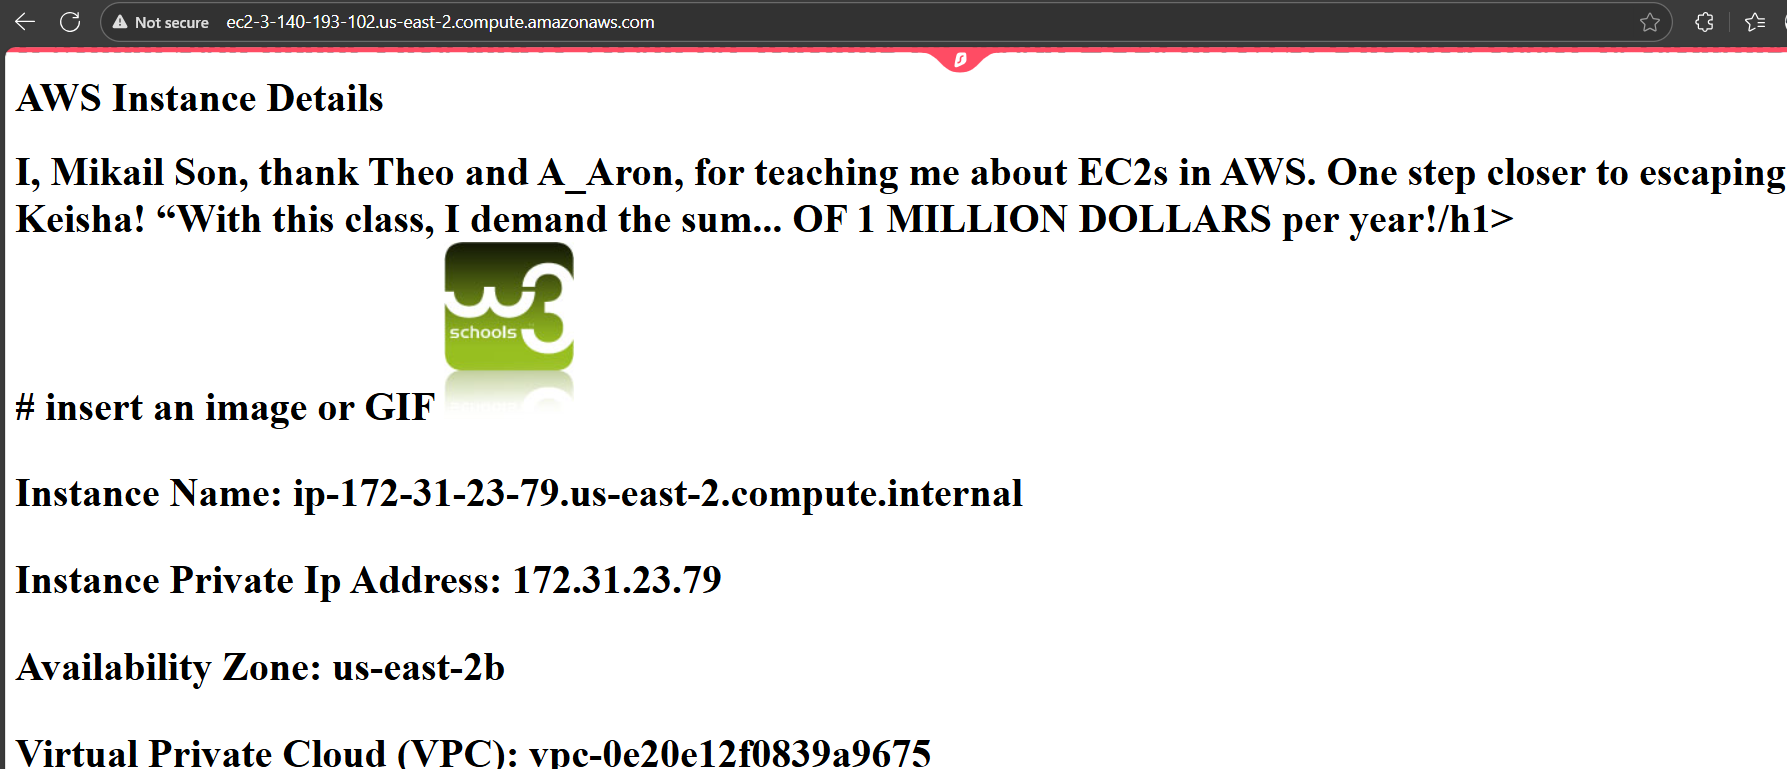 Not secure ec2-3-140-193-102.us-east-2.compute.amazonaws.com
AWS Instance Details
I, Mikail Son, thank Theo and A_Aron, for teaching me about EC2s in AWS. One step closer to escaping
Keisha! “With this class, I demand the sum... OF 1 MILLION DOLLARS per year!/h1>
w3
schools
# insert an image or GIF
Instance Name: ip-172-31-23-79.us-east-2.compute.internal
Instance Private Ip Address: 172.31.23.79
Availability Zone: us-east-2b
Virtual Private Cloud (VPC): vpc-0e20e12f0839a9675